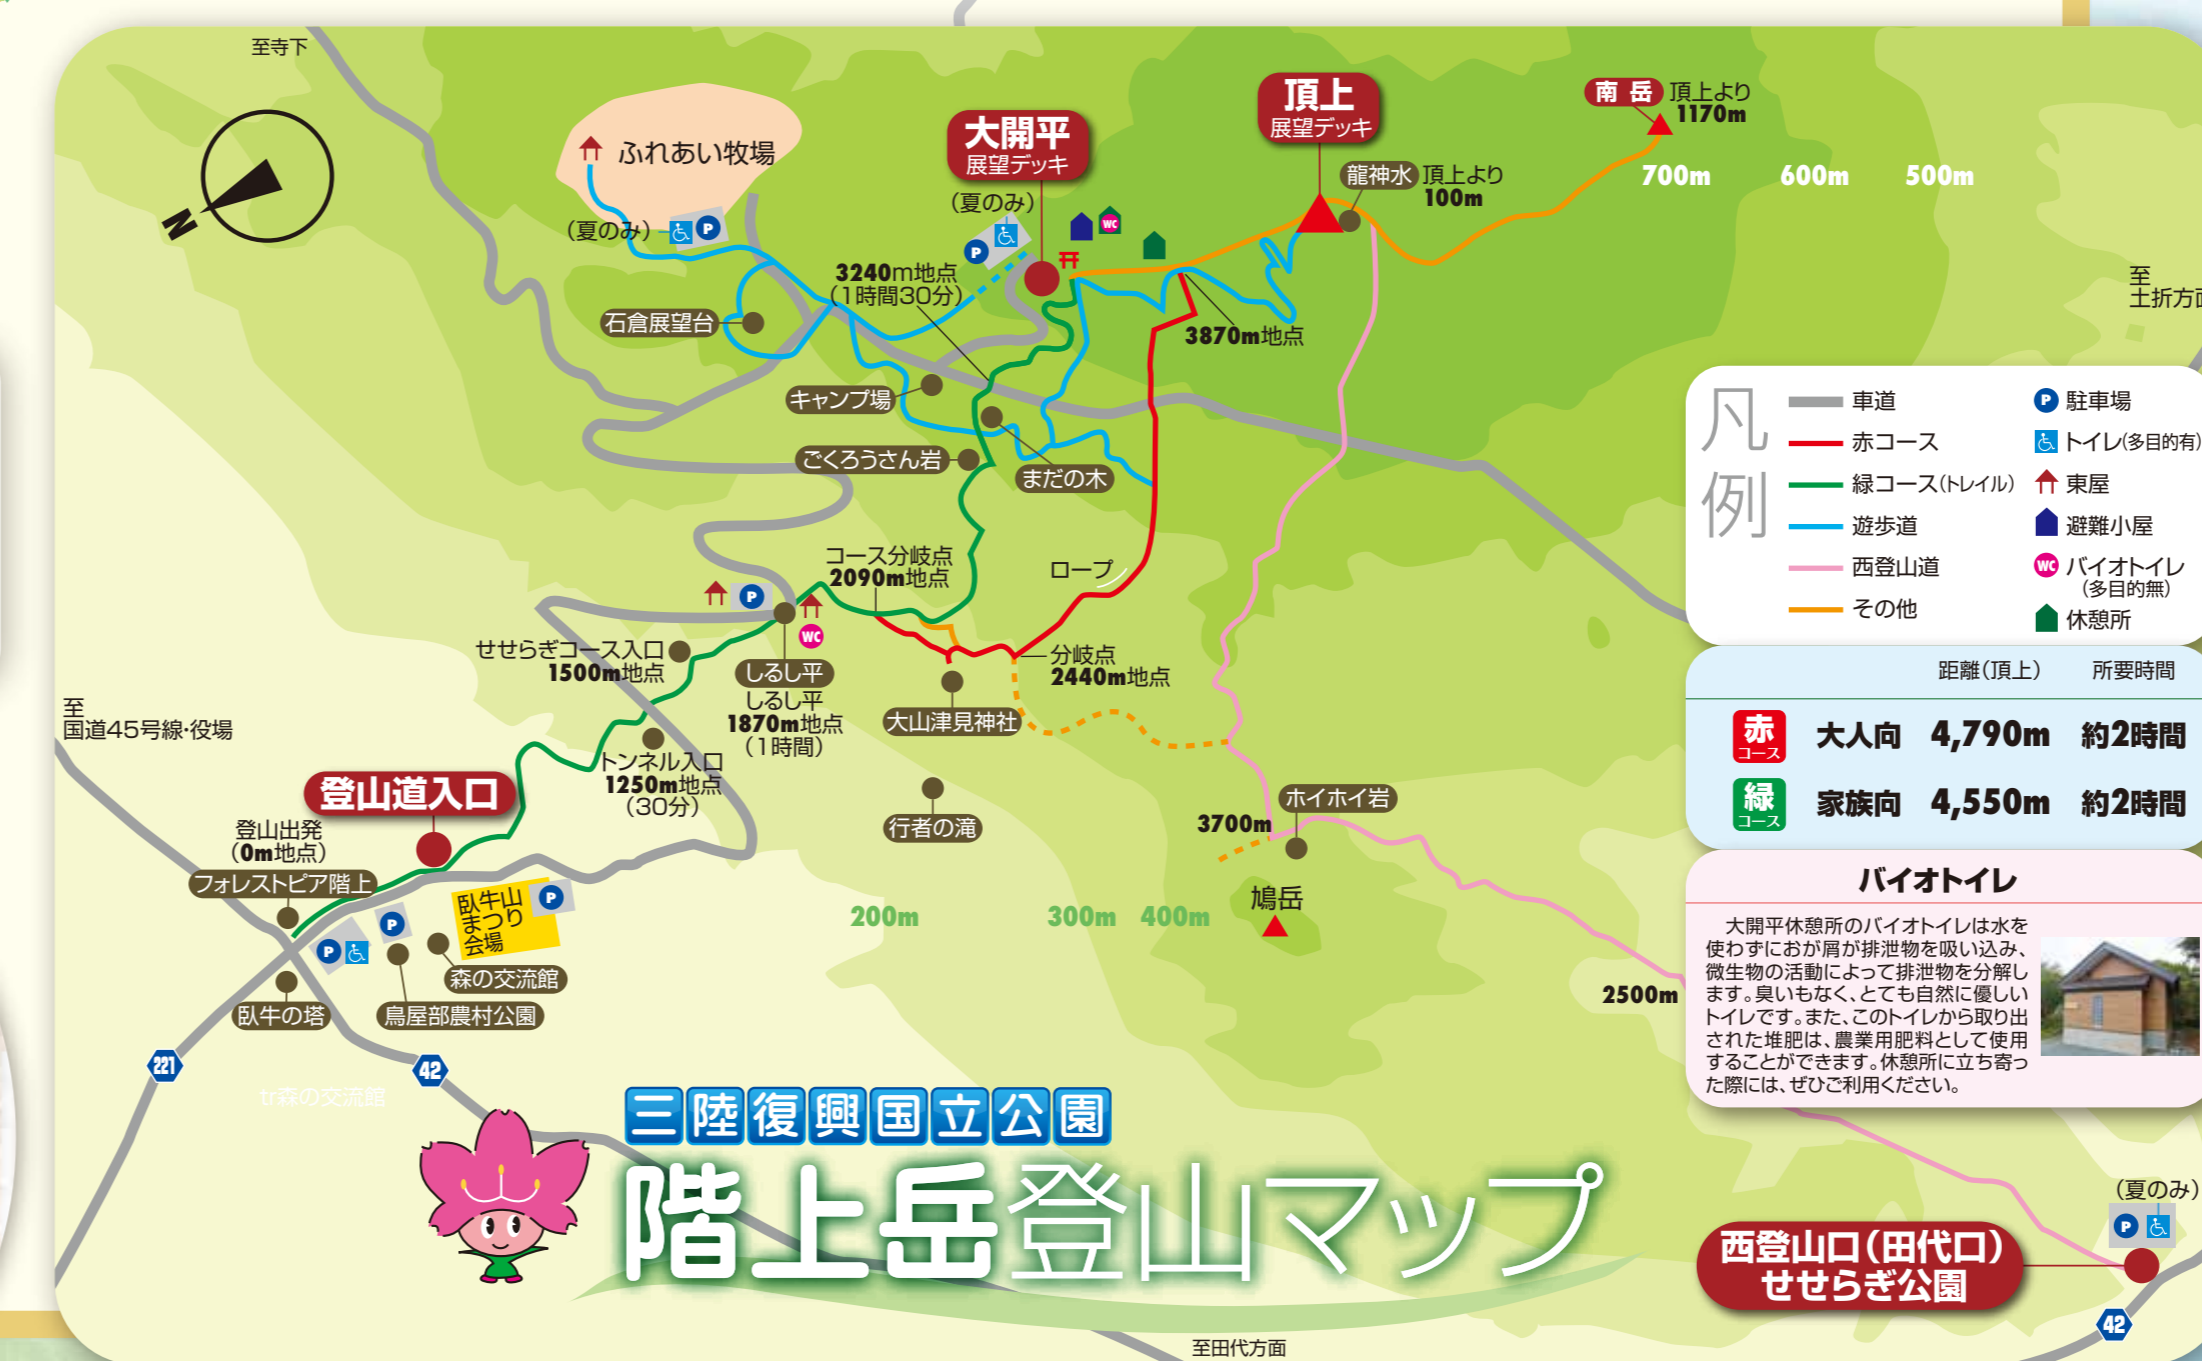 至寺下
N
ふれあい牧場
(夏のみ)
P
石倉展望台
大開平
展望デッキ
(夏のみ)
P
WC
頂上
展望デッキ
龍神水
頂上より
100m
南岳
頂上より
1170m
700m
600m
500m
至
3240m地点
(1時間30分)
3870m地点
キャンプ場
ごくろうさん岩
まだの木
コース分岐点
2090m地点
ロープ
P
WC
せせらぎコース入口
1500m地点
しるし平
しるし平
1870m地点
(1時間)
分岐点
2440m地点
大山津見神社
至
国道45号線・役場
トンネル入口
1250m地点
(30分)
登山道入口
登山出発
(0m地点)
フォレストピア階上
行者の滝
ホイホイ岩
3700m
鳩岳
200m
300m
400m
臥牛山
まつり
会場
P
P
P
森の交流館
臥牛の塔
鳥屋部農村公園
221
42
tr森の交流館
2500m
凡例
車道
赤コース
緑コース(トレイル)
遊歩道
西登山道
その他
P 駐車場
トイレ(多目的有)
東屋
避難小屋
WC バイオトイレ
(多目的無)
休憩所
距離(頂上) 所要時間
赤コース 大人向 4,790m 約2時間
緑コース 家族向 4,550m 約2時間
バイオトイレ
大開平休憩所のバイオトイレは水を
使わずにおが屑が排泄物を吸い込み、
微生物の活動によって排泄物を分解し
ます。臭いもなく、とても自然に優しい
トイレです。また、このトイレから取り出
された堆肥は、農業用肥料として使用
することができます。休憩所に立ち寄っ
た際には、ぜひご利用ください。
三陸復興国立公園
階上岳登山マップ
(夏のみ)
P
西登山口(田代口)
せせらぎ公園
42
至田代方面